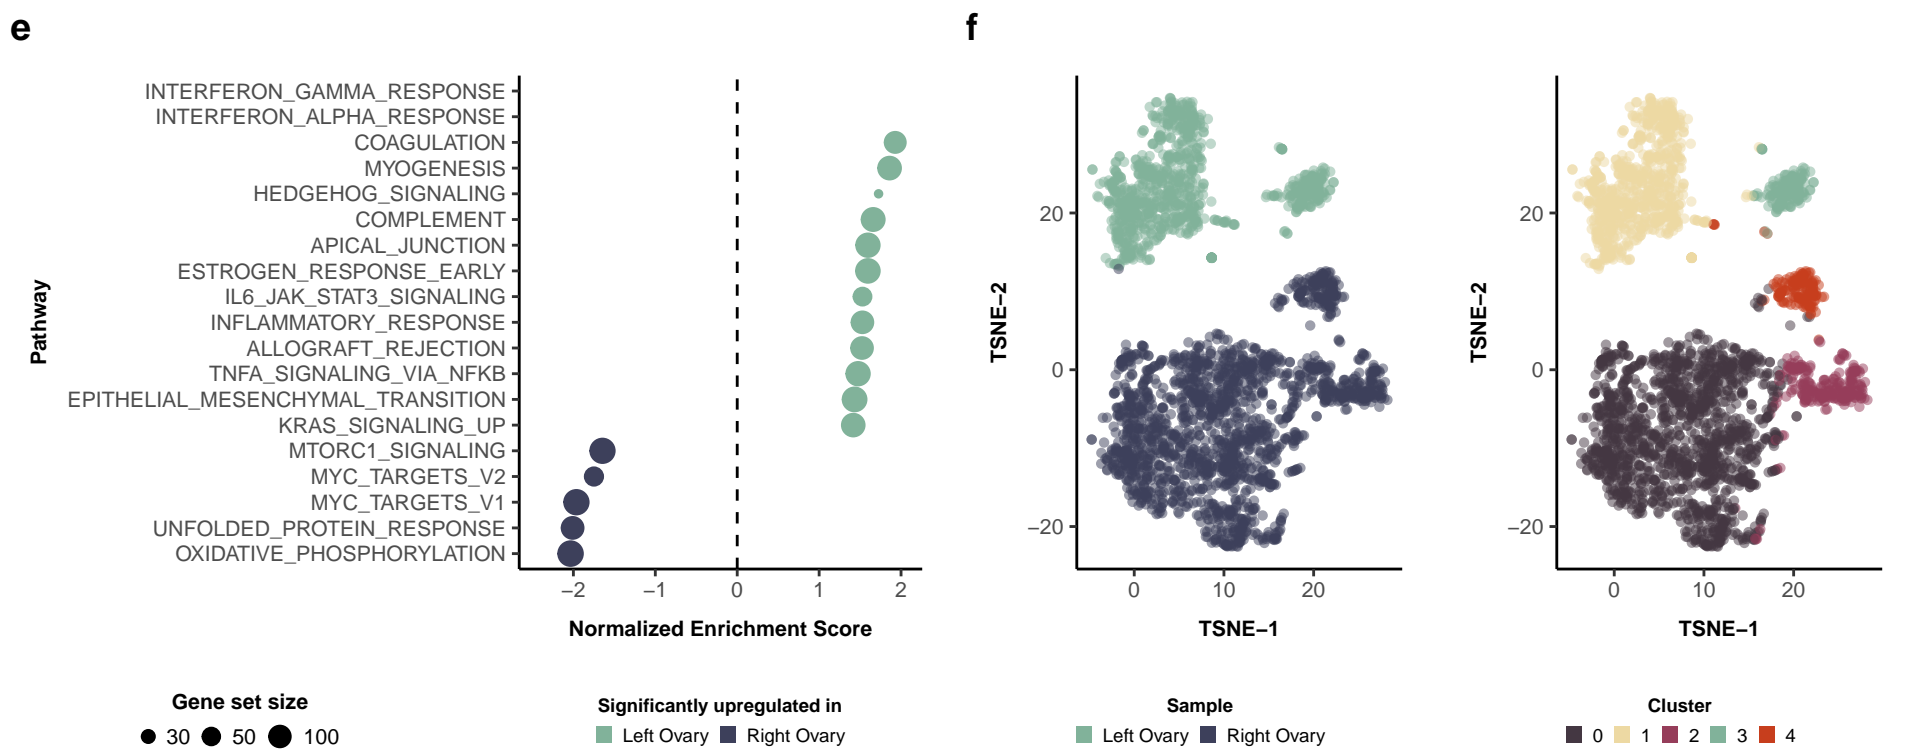 e
f
INTERFERON_GAMMA_RESPONSE
INTERFERON_ALPHA_RESPONSE
COAGULATION
MYOGENESIS
HEDGEHOG_SIGNALING
COMPLEMENT
APICAL_JUNCTION
ESTROGEN_RESPONSE_EARLY
IL6_JAK_STAT3_SIGNALING
INFLAMMATORY_RESPONSE
ALLOGRAFT_REJECTION
TNFA_SIGNALING_VIA_NFKB
EPITHELIAL_MESENCHYMAL_TRANSITION
KRAS_SIGNALING_UP
MTORC1_SIGNALING
MYC_TARGETS_V2
MYC_TARGETS_V1
UNFOLDED_PROTEIN_RESPONSE
OXIDATIVE_PHOSPHORYLATION
Pathway
−2 −1 0 1 2
Normalized Enrichment Score
Gene set size
30 50 100
Significantly upregulated in
Left Ovary Right Ovary
TSNE−2
20
0
−20
0 10 20
TSNE−1
Sample
Left Ovary Right Ovary
TSNE−2
20
0
−20
0 10 20
TSNE−1
Cluster
0 1 2 3 4